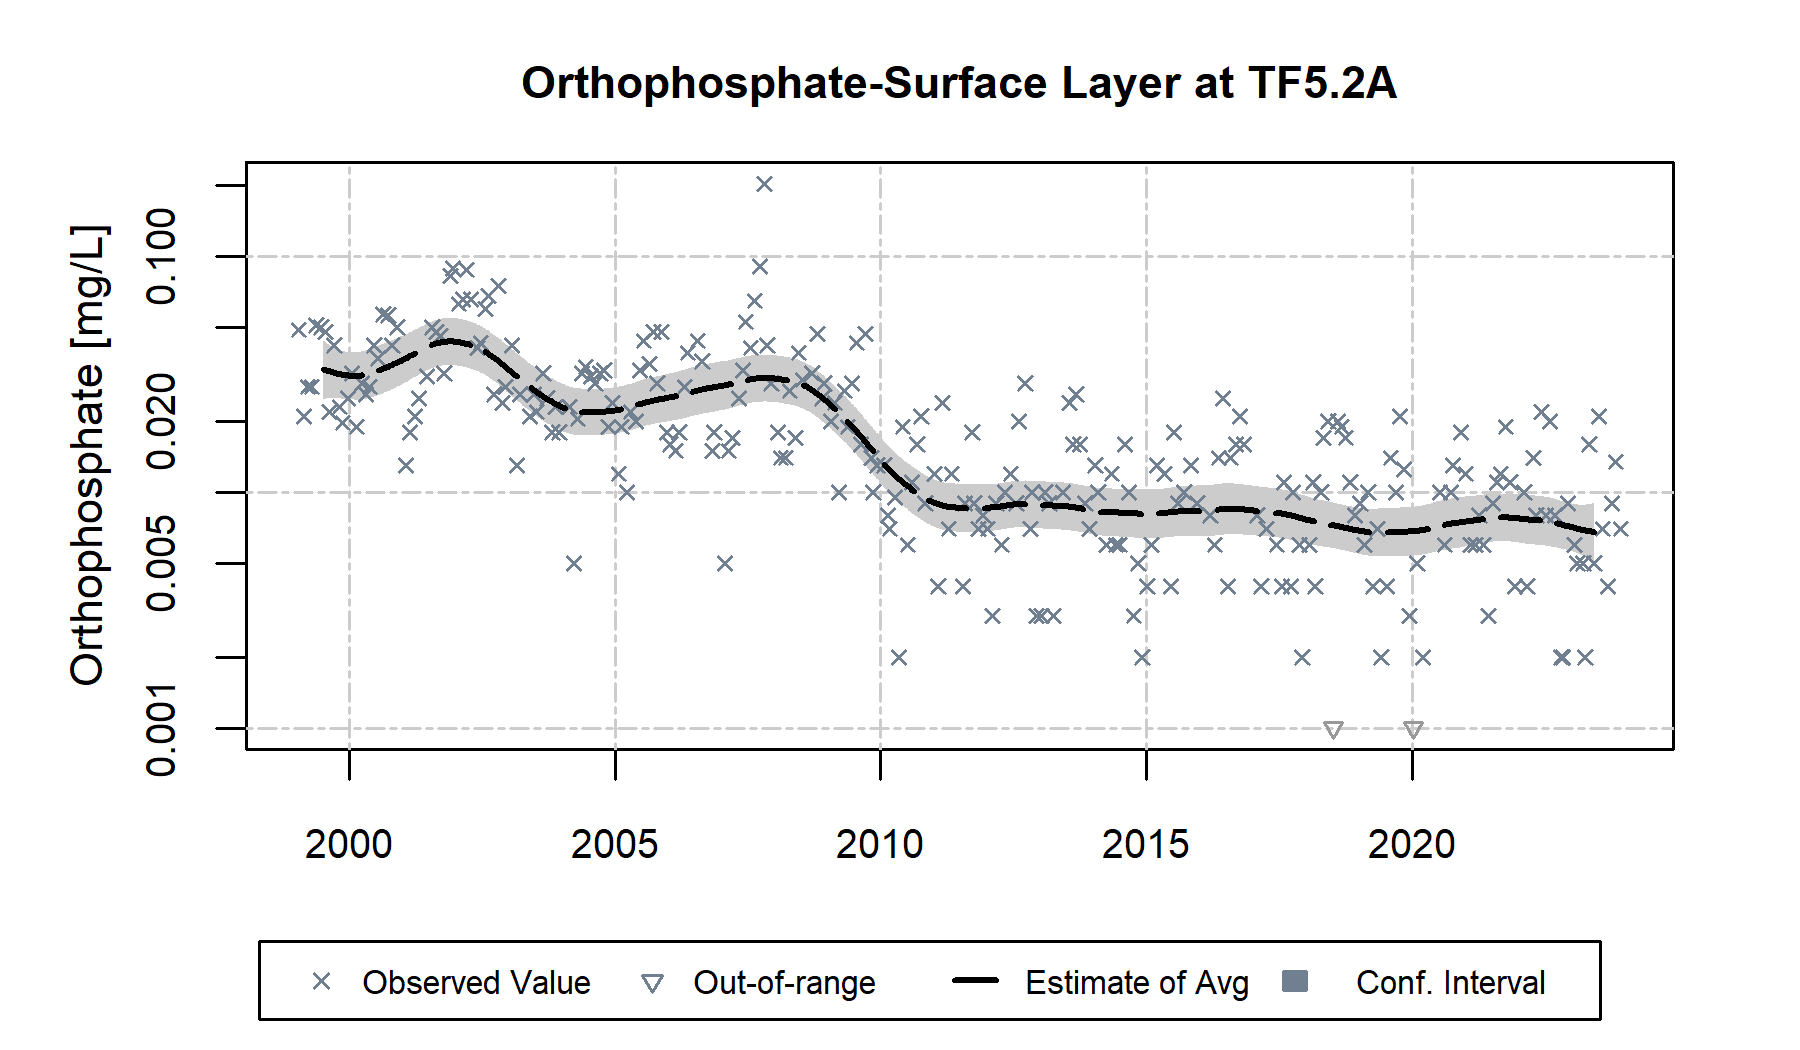 Orthophosphate-Surface Layer at TF5.2A
Orthophosphate [mg/L]
0.100
0.020
0.005
0.001
2000 2005 2010 2015 2020
Observed Value Out-of-range Estimate of Avg Conf. Interval